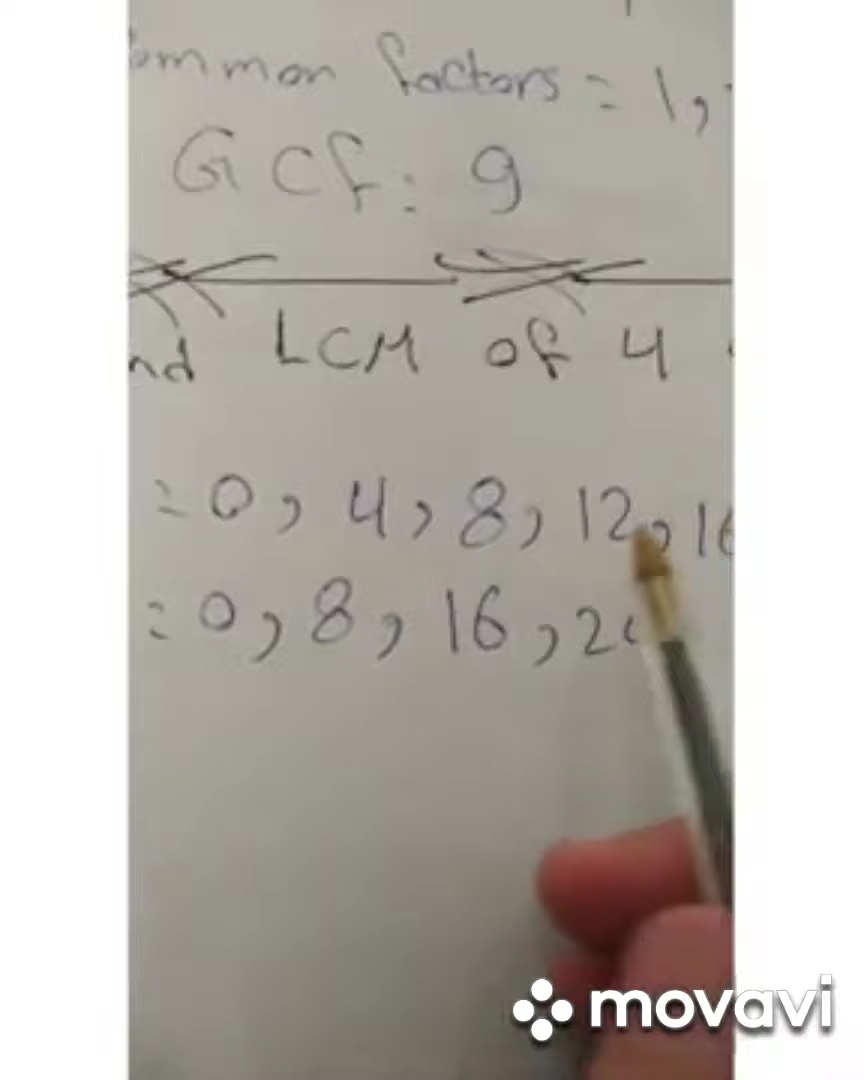 ommon factors = 1,
GCf: 9
nd LCM of 4
= 0, 4, 8, 12, 16
= 0, 8, 16, 2
movavi